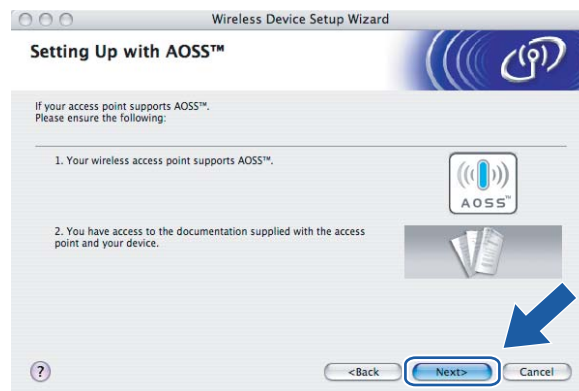 Wireless Device Setup Wizard
Setting Up with AOSS™
If your access point supports AOSS™.
Please ensure the following:
1. Your wireless access point supports AOSS™.
AOSS™
2. You have access to the documentation supplied with the access
point and your device.
?
<Back
Next>
Cancel